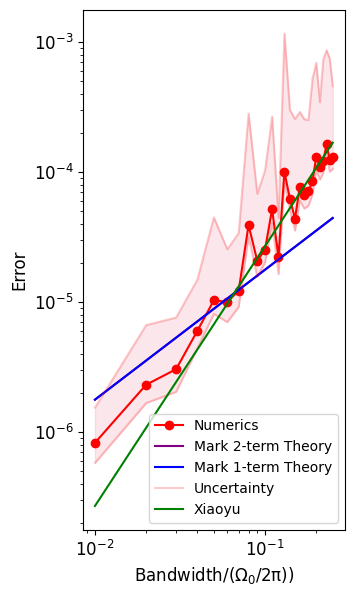 10⁻³
10⁻⁴
10⁻⁵
10⁻⁶
Error
Numerics
Mark 2-term Theory
Mark 1-term Theory
Uncertainty
Xiaoyu
10⁻² 10⁻¹
Bandwidth/(Ω₀/2π))